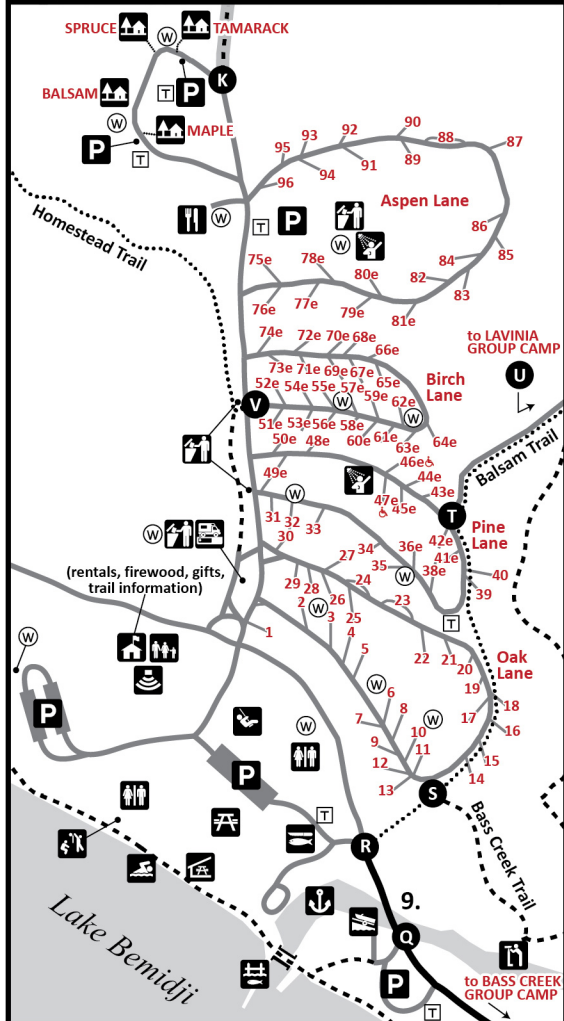 SPRUCE
W
TAMARACK
K
BALSAM
T
P
W
MAPLE
P
T
W
T
P
95
93
92
90
88
87
96
94
91
89
Aspen Lane
W
86
85
84
83
82
Homestead Trail
75e
78e
80e
76e
77e
79e
81e
74e
72e
70e
68e
66e
73e
71e
69e
67e
65e
52e
54e
55e
57e
59e
62e
W
W
Birch
Lane
to LAVINIA
GROUP CAMP
U
V
51e
53e
56e
58e
60e
61e
63e
64e
50e
48e
49e
46e
44e
43e
47e
45e
Balsam Trail
T
Pine
Lane
W
31
32
33
30
34
35
36e
W
38e
42e
41e
40
39
T
W
(rentals, firewood, gifts,
trail information)
27
24
23
29
28
26
25
2
W
3
4
5
1
22
21
20
19
18
17
16
15
14
Oak
Lane
W
6
7
8
W
9
10
11
12
13
S
W
P
W
P
T
R
Bass Creek Trail
9.
Q
P
T
Lake Bemidji
to BASS CREEK
GROUP CAMP